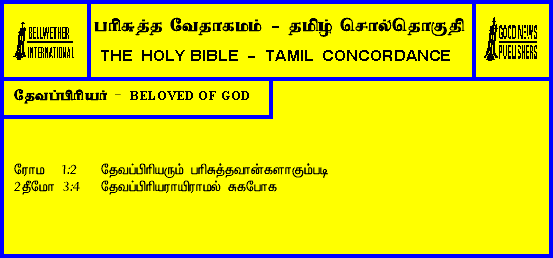 BELLWETHER
INTERNATIONAL
பரிசுத்த வேதாகமம் - தமிழ் சொல்தொகுதி
THE HOLY BIBLE - TAMIL CONCORDANCE
GOOD NEWS
PUBLISHERS
தேவப்பிரியர் - BELOVED OF GOD
ரோம 1:2 தேவப்பிரியரும் பரிசுத்தவான்களாகும்படி
2தீமோ 3:4 தேவப்பிரியராயிராமல் சுகபோக